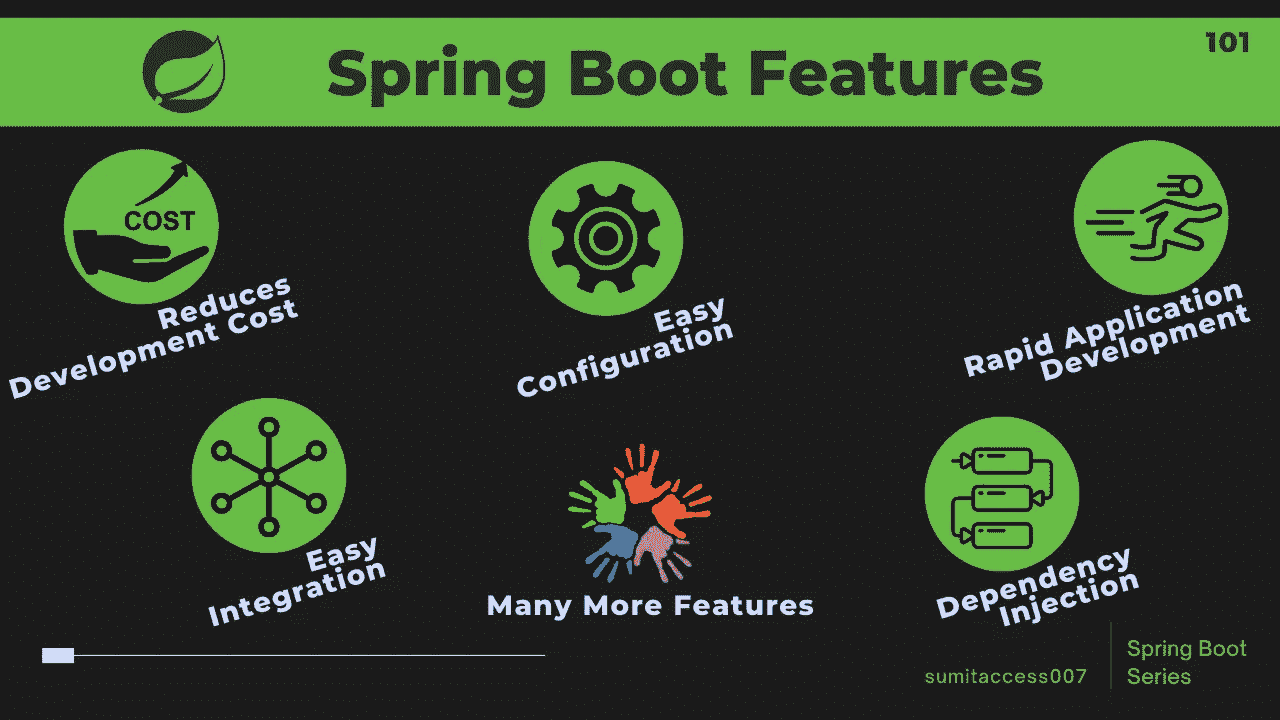 Spring Boot Features
101
COST
Reduces
Development Cost
Easy
Configuration
Rapid Application
Development
Easy
Integration
Many More Features
Dependency
Injection
sumitaccess007
Spring Boot
Series